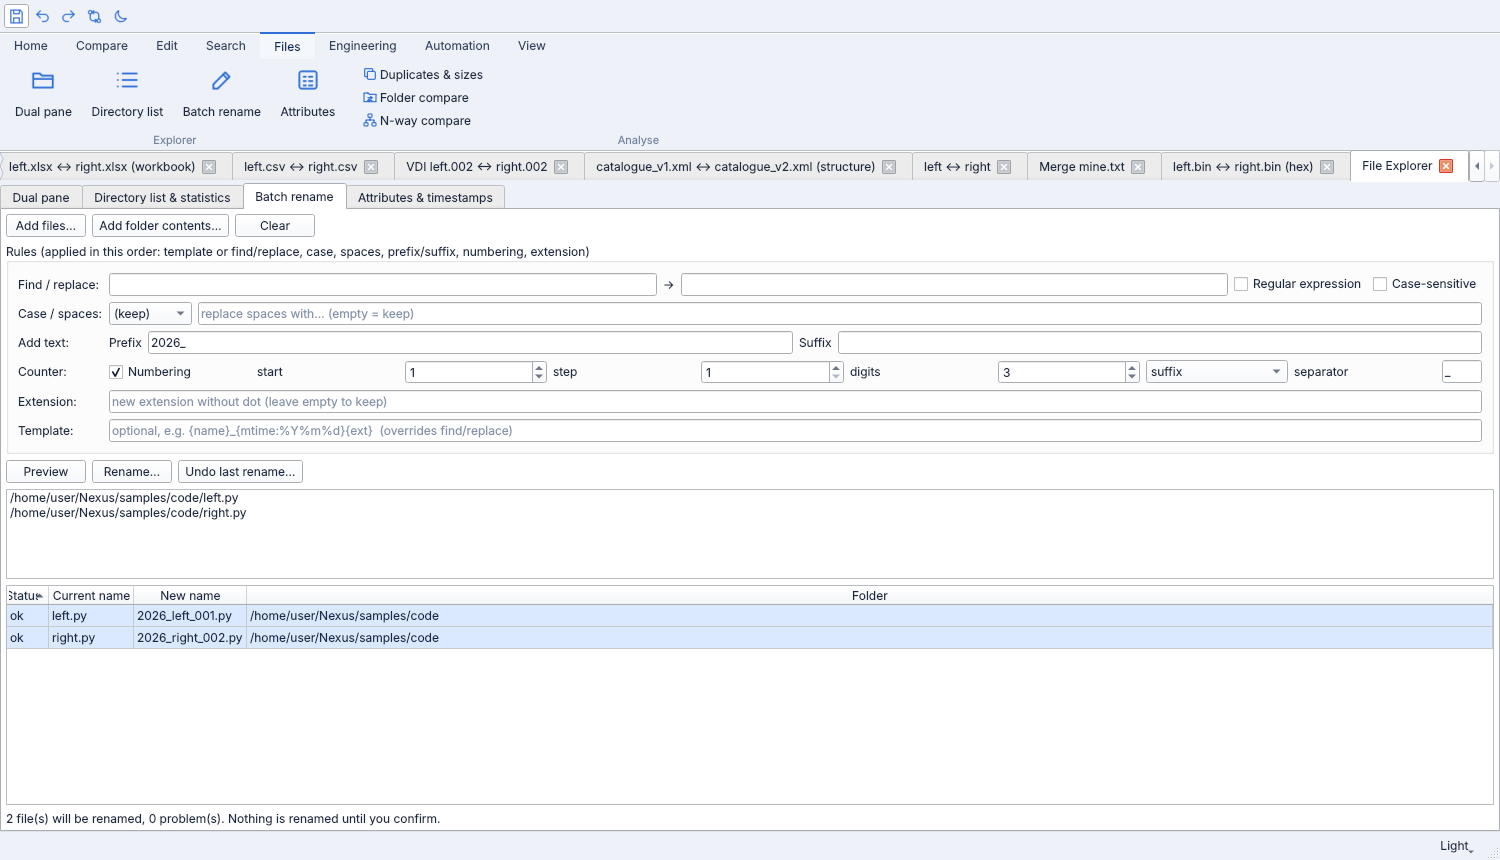 Home Compare Edit Search Files Engineering Automation View
Dual pane Directory list Batch rename Attributes
Duplicates & sizes
Folder compare
N-way compare
Explorer Analyse
left.xlsx ↔ right.xlsx (workbook) left.csv ↔ right.csv VDI left.002 ↔ right.002 catalogue_v1.xml ↔ catalogue_v2.xml (structure) left ↔ right Merge mine.txt left.bin ↔ right.bin (hex) File Explorer
Dual pane Directory list & statistics Batch rename Attributes & timestamps
Add files... Add folder contents... Clear
Rules (applied in this order: template or find/replace, case, spaces, prefix/suffix, numbering, extension)
Find / replace: → Regular expression Case-sensitive
Case / spaces: (keep) replace spaces with... (empty = keep)
Add text: Prefix 2026_ Suffix
Counter: Numbering start 1 step 1 digits 3 suffix separator _
Extension: new extension without dot (leave empty to keep)
Template: optional, e.g. {name}_{mtime:%Y%m%d}{ext} (overrides find/replace)
Preview Rename... Undo last rename...
/home/user/Nexus/samples/code/left.py
/home/user/Nexus/samples/code/right.py
Status Current name New name Folder
ok left.py 2026_left_001.py /home/user/Nexus/samples/code
ok right.py 2026_right_002.py /home/user/Nexus/samples/code
2 file(s) will be renamed, 0 problem(s). Nothing is renamed until you confirm.
Light